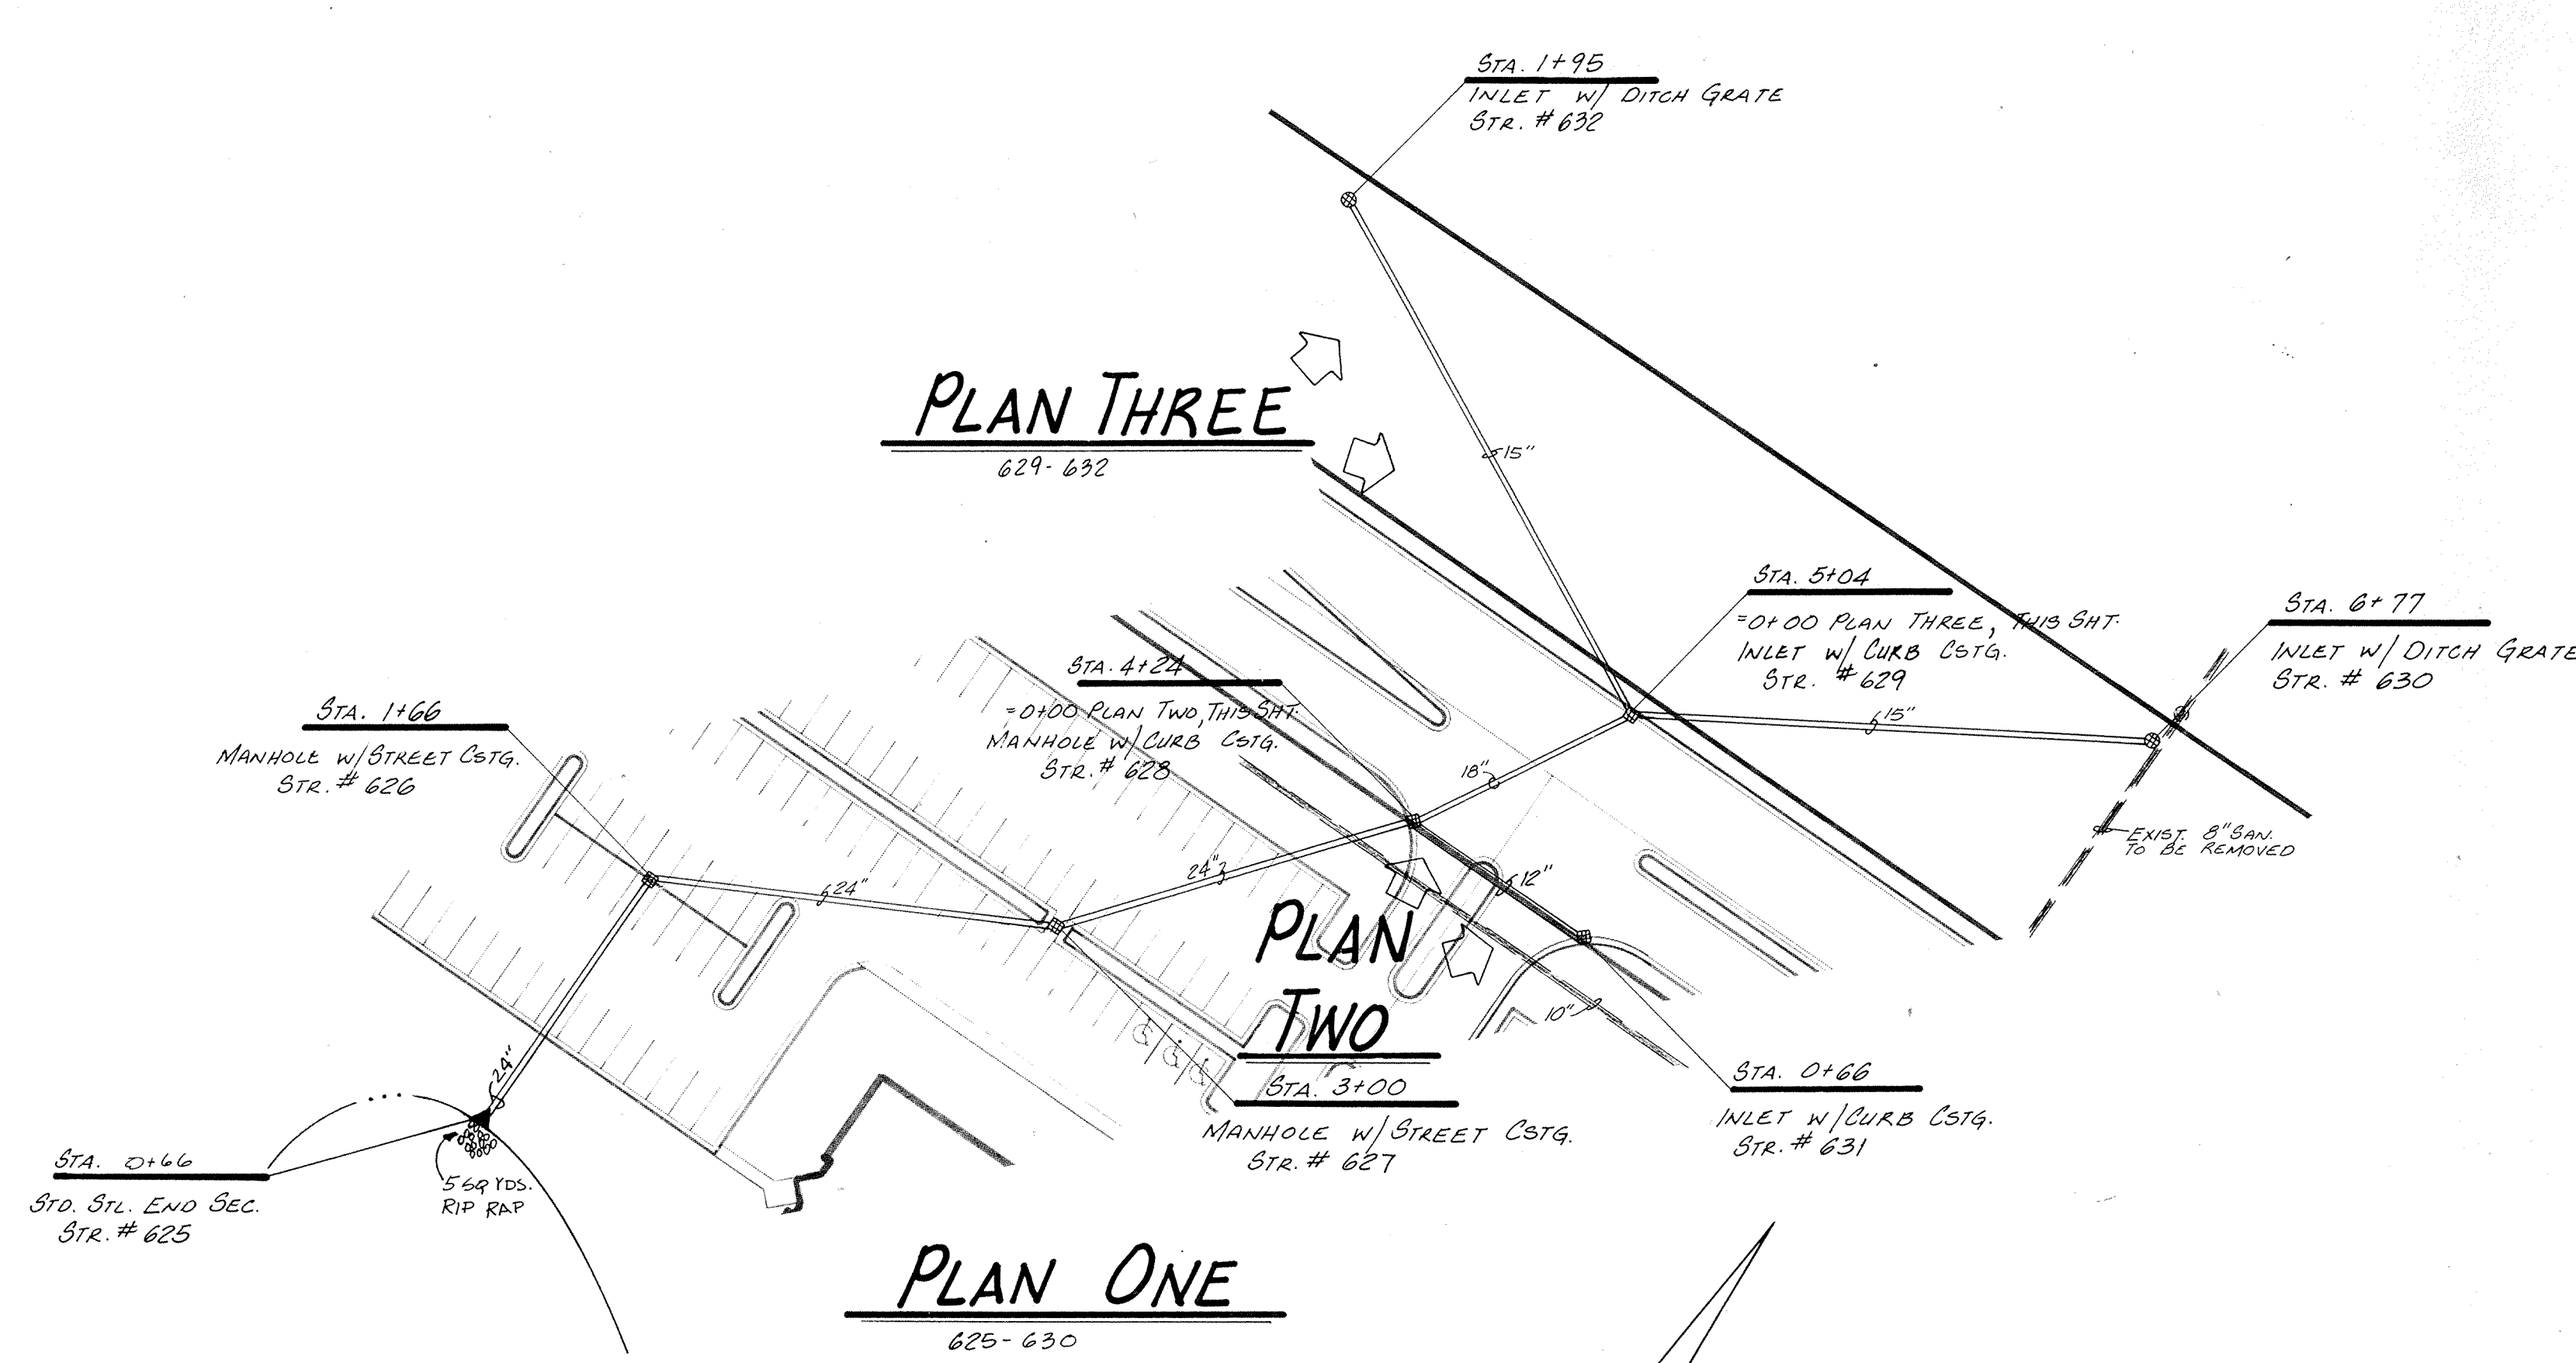 STA. 1+95
INLET W/ DITCH GRATE
STR. # 632
PLAN THREE
629-632
15"
STA. 5+04
=0+00 PLAN THREE, THIS SHT.
INLET W/ CURB CSTG.
STR. # 629
STA. 6+77
INLET W/ DITCH GRATE
STR. # 630
STA. 4+24
=0+00 PLAN TWO, THIS SHT.
MANHOLE W/ CURB CSTG.
STR. # 628
STA. 1+66
MANHOLE W/ STREET CSTG.
STR. # 626
15"
18"
EXIST. 8" SAN.
TO BE REMOVED
24"
24"
12"
PLAN
TWO
10"
24"
STA. 3+00
MANHOLE W/ STREET CSTG.
STR. # 627
STA. 0+66
INLET W/ CURB CSTG.
STR. # 631
STA. 0+66
STD. STL. END SEC.
STR. # 625
5 SQ YDS.
RIP RAP
PLAN ONE
625-630